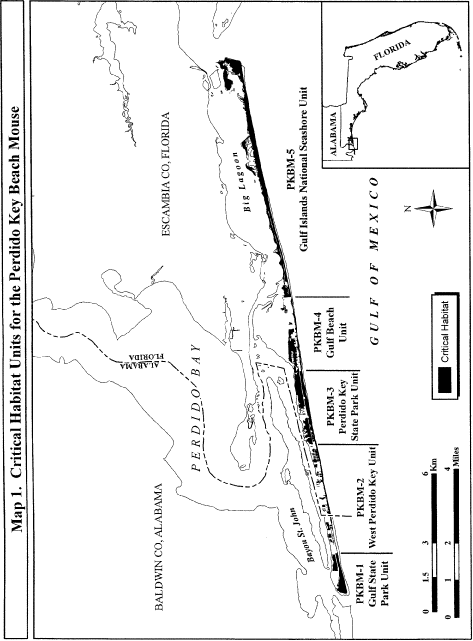 Map 1. Critical Habitat Units for the Perdido Key Beach Mouse
BALDWIN CO, ALABAMA
ESCAMBIA CO, FLORIDA
ALABAMA
FLORIDA
PERDIDO BAY
Bayou St. John
Big Lagoon
PKBM-1
Gulf State
Park Unit
PKBM-2
West Perdido Key Unit
PKBM-3
Perdido Key
State Park Unit
PKBM-4
Gulf Beach
Unit
PKBM-5
Gulf Islands National Seashore Unit
GULF OF MEXICO
N
Critical Habitat
0 1.5 3 6
Km
0 1 2 4
Miles
ALABAMA
FLORIDA